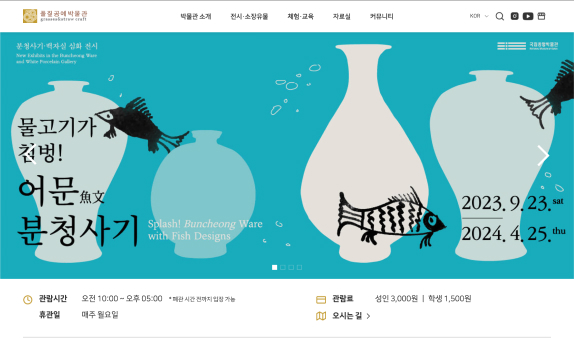 풀짚공예박물관
grassnstraw craft
박물관 소개
전시·소장유물
체험·교육
자료실
커뮤니티
KOR
분청사기·백자실 심화 전시
New Exhibits in the Buncheong Ware
and White Porcelain Gallery
국립중앙박물관
물고기가
첨벙!
어문魚文
분청사기
Splash! Buncheong Ware
with Fish Designs
2023. 9. 23. sat
2024. 4. 25. thu
관람시간 오전 10:00 ~ 오후 05:00 * 폐관 시간 전까지 입장 가능
휴관일 매주 월요일
관람료 성인 3,000원 | 학생 1,500원
오시는 길